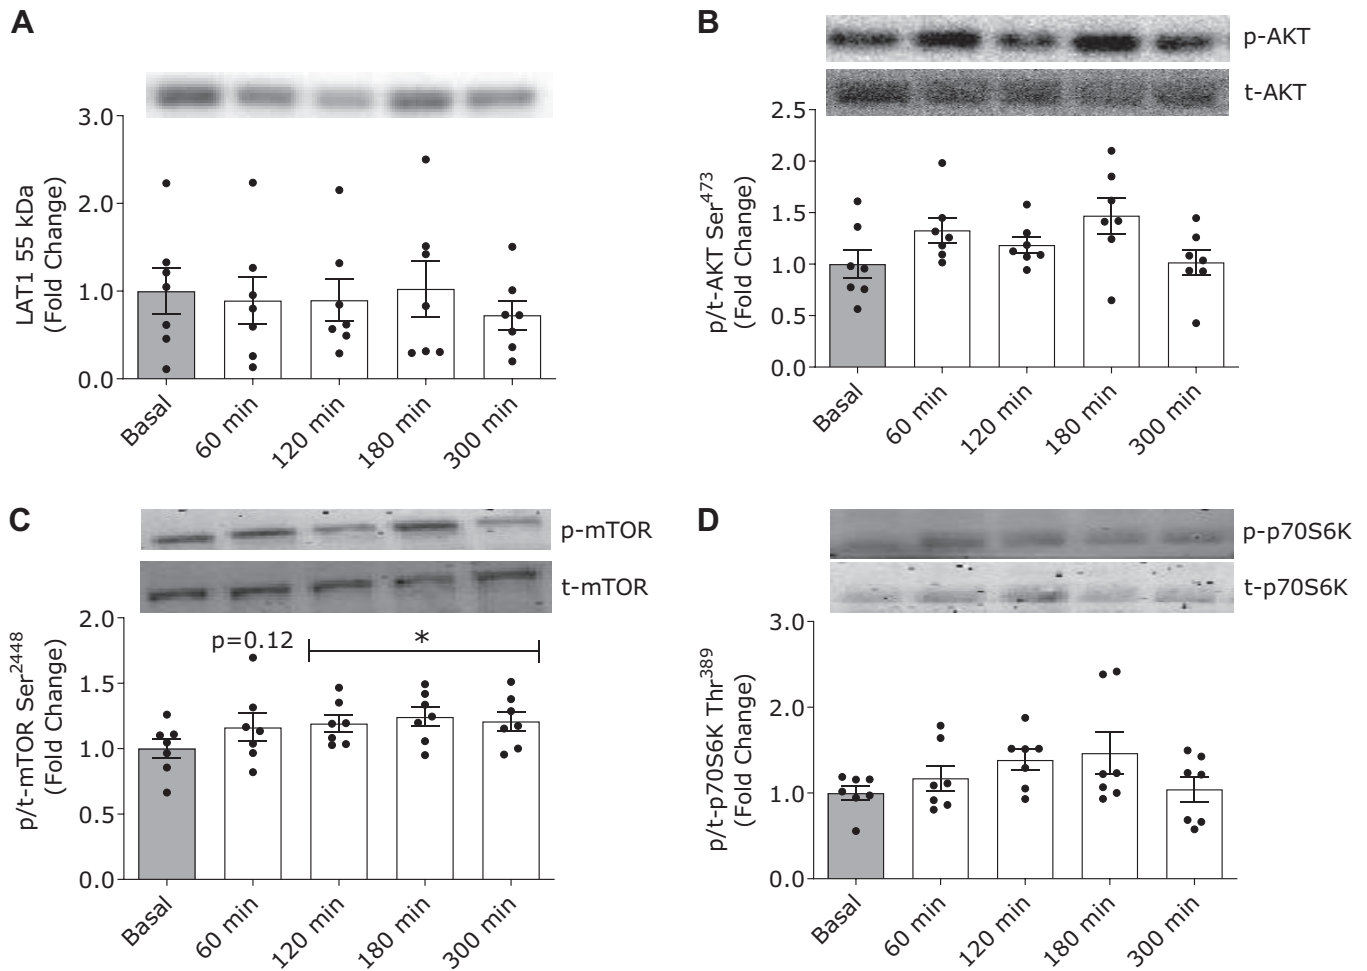 A
3.0
2.0
1.0
0.0
LAT1 55 kDa
(Fold Change)
Basal
60 min
120 min
180 min
300 min
B
p-AKT
t-AKT
2.5
2.0
1.5
1.0
0.5
0.0
p/t-AKT Ser473
(Fold Change)
Basal
60 min
120 min
180 min
300 min
C
p-mTOR
t-mTOR
2.0
1.5
1.0
0.5
0.0
p/t-mTOR Ser2448
(Fold Change)
p=0.12
*
Basal
60 min
120 min
180 min
300 min
D
p-p70S6K
t-p70S6K
3.0
2.0
1.0
0.0
p/t-p70S6K Thr389
(Fold Change)
Basal
60 min
120 min
180 min
300 min